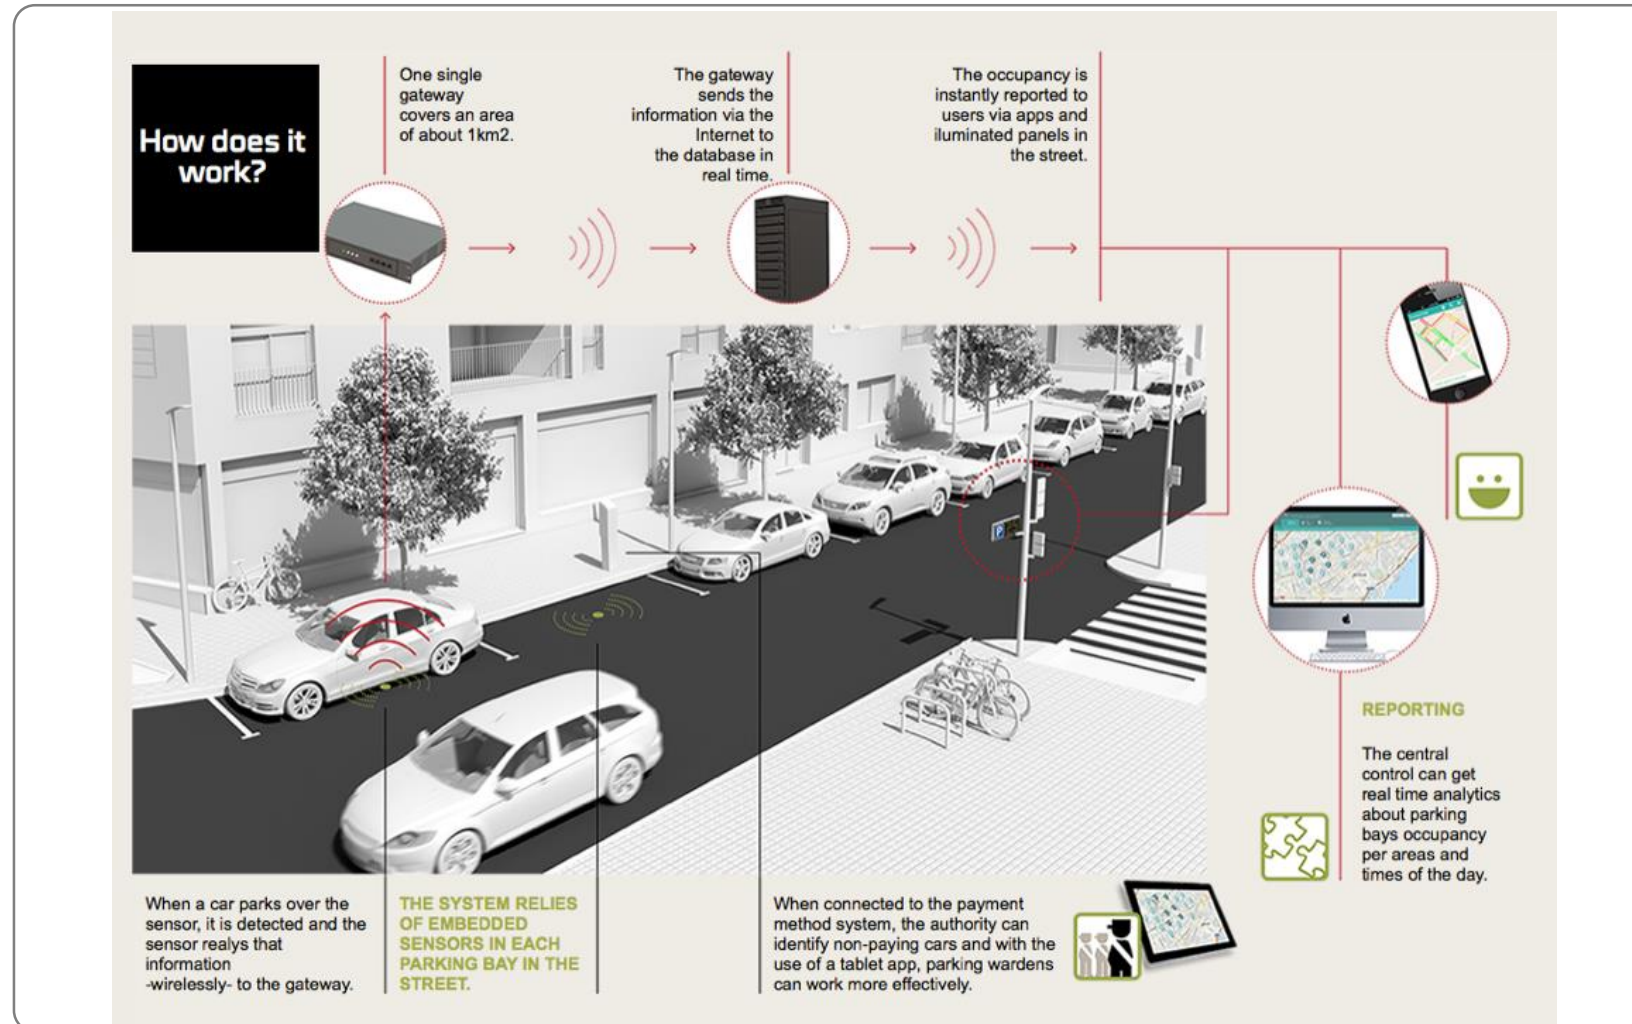 How does it
work?
One single
gateway
covers an area
of about 1km2.
The gateway
sends the
information via the
Internet to
the database in
real time.
The occupancy is
instantly reported to
users via apps and
iluminated panels in
the street.
P
REPORTING
The central
control can get
real time analytics
about parking
bays occupancy
per areas and
times of the day.
When a car parks over the
sensor, it is detected and the
sensor realys that
information
-wirelessly- to the gateway.
THE SYSTEM RELIES
OF EMBEDDED
SENSORS IN EACH
PARKING BAY IN THE
STREET.
When connected to the payment
method system, the authority can
identify non-paying cars and with the
use of a tablet app, parking wardens
can work more effectively.